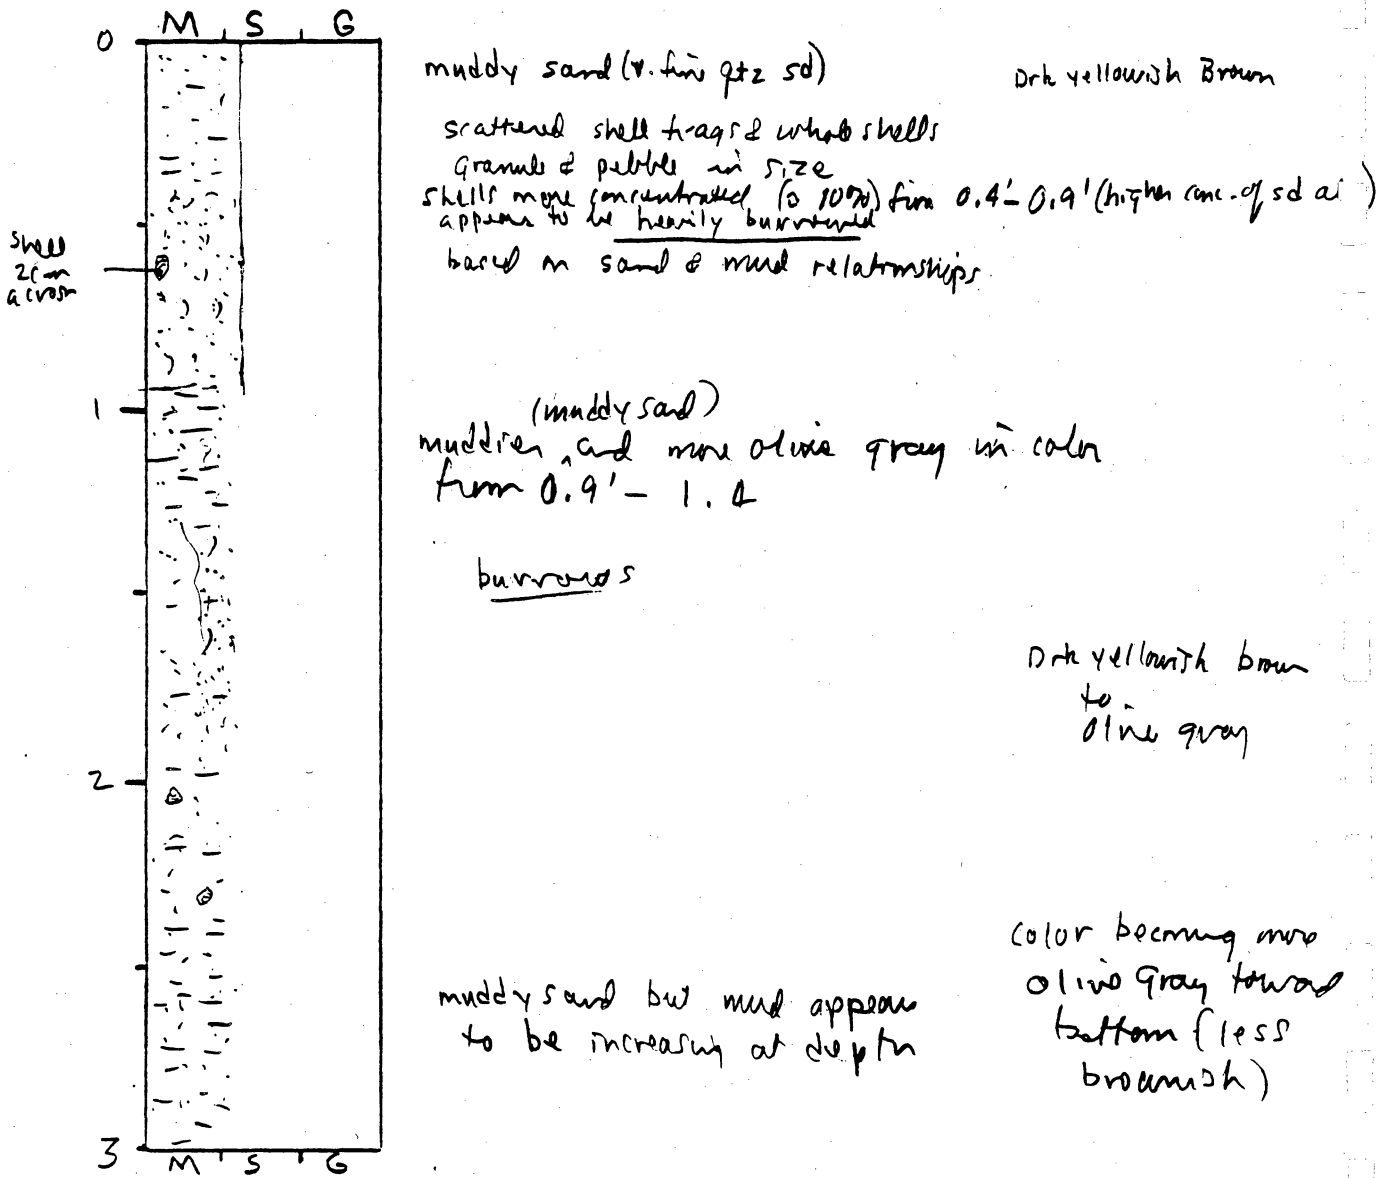 M S G
0
muddy sand (v. fine qtz sd)
Drk yellowish Brown
scattered shell frags & whole shells
granule & pebble in size
shells more concentrated (10%) from 0.4'-0.9' (higher conc. of sd
appears to be heavily burrowed
based on sand & mud relationships
shell
2cm
across
1
(muddy sand)
muddier ^ and more olive gray in color
from 0.9' - 1.4
burrows
Drk yellowish brown
to
olive gray
2
color becoming more
olive gray toward
bottom (less
brownish)
muddy sand but mud appears
to be increasing at depth
3
M S G